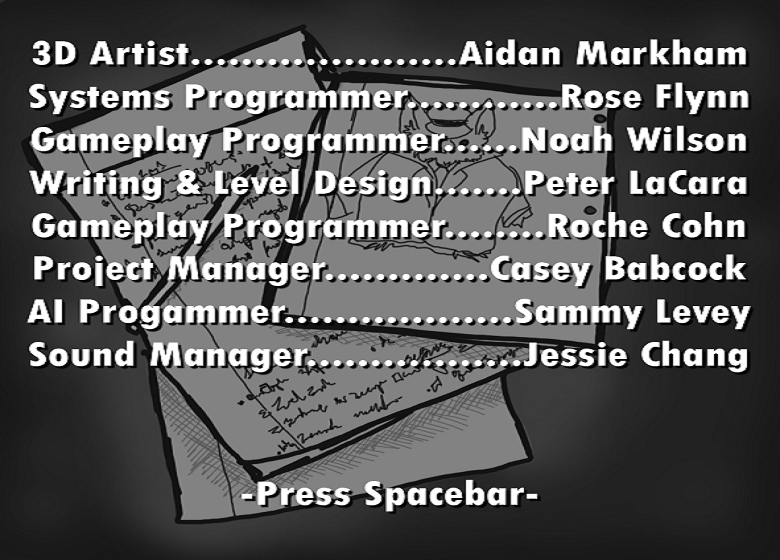 3D Artist.....................Aidan Markham
Systems Programmer............Rose Flynn
Gameplay Programmer......Noah Wilson
Writing & Level Design.......Peter LaCara
Gameplay Programmer........Roche Cohn
Project Manager.............Casey Babcock
AI Progammer..................Sammy Levey
Sound Manager.................Jessie Chang
-Press Spacebar-